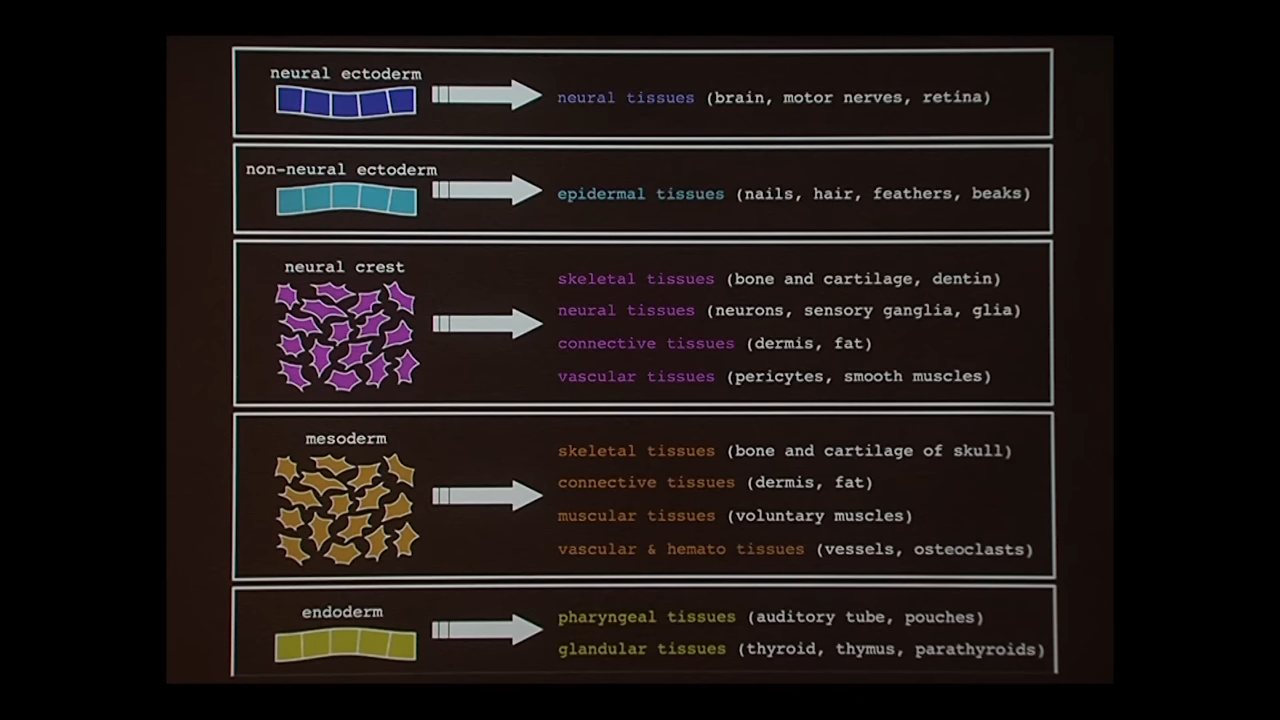 neural ectoderm
neural tissues (brain, motor nerves, retina)
non-neural ectoderm
epidermal tissues (nails, hair, feathers, beaks)
neural crest
skeletal tissues (bone and cartilage, dentin)
neural tissues (neurons, sensory ganglia, glia)
connective tissues (dermis, fat)
vascular tissues (pericytes, smooth muscles)
mesoderm
skeletal tissues (bone and cartilage of skull)
connective tissues (dermis, fat)
muscular tissues (voluntary muscles)
vascular & hemato tissues (vessels, osteoclasts)
endoderm
pharyngeal tissues (auditory tube, pouches)
glandular tissues (thyroid, thymus, parathyroids)